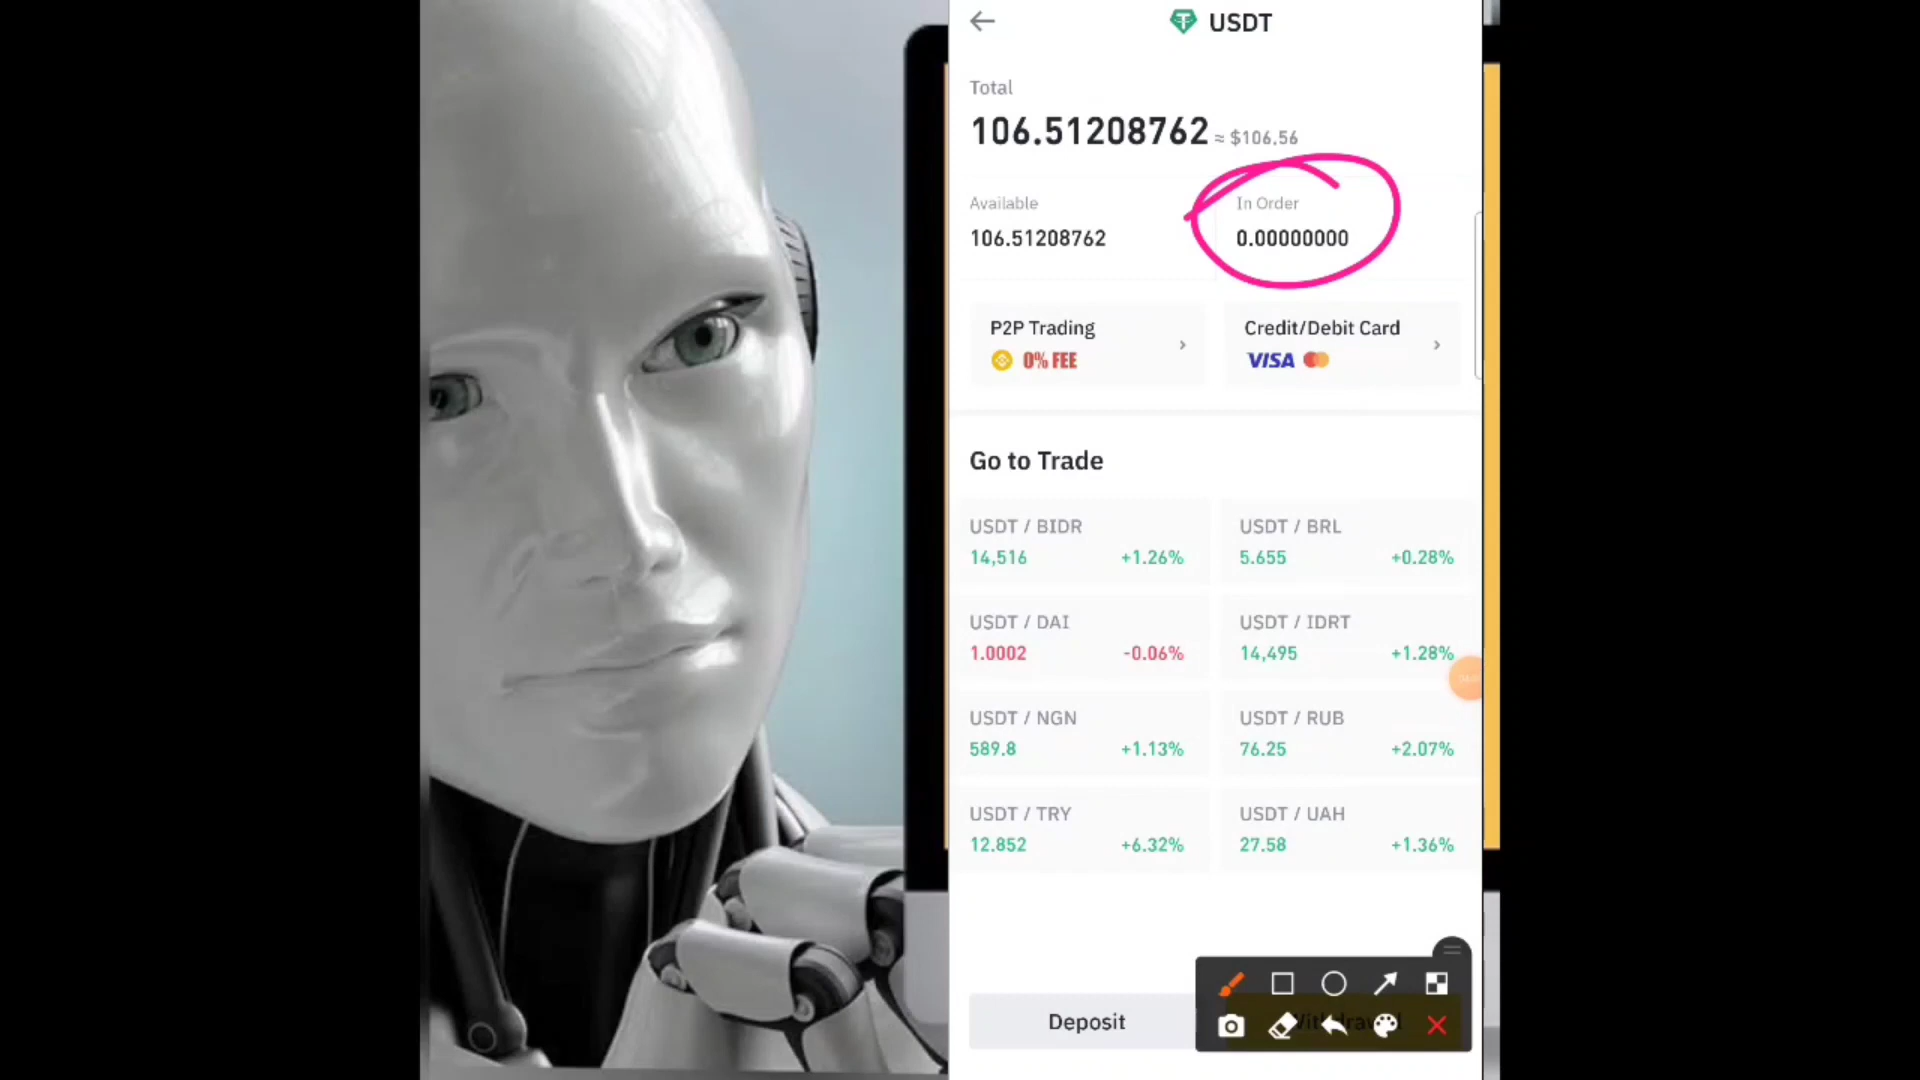 USDT
Total
106.51208762 ≈ $106.56
Available
In Order
106.51208762
0.00000000
P2P Trading
0% FEE
Credit/Debit Card
VISA
Go to Trade
USDT / BIDR
14,516 +1.26%
USDT / BRL
5.655 +0.28%
USDT / DAI
1.0002 -0.06%
USDT / IDRT
14,495 +1.28%
USDT / NGN
589.8 +1.13%
USDT / RUB
76.25 +2.07%
USDT / TRY
12.852 +6.32%
USDT / UAH
27.58 +1.36%
Deposit